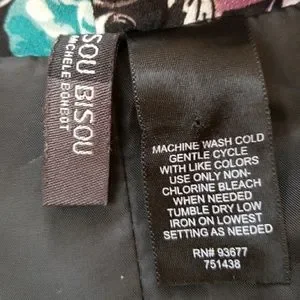 SOU BISOU
MICHELE BOHBOT
MACHINE WASH COLD
GENTLE CYCLE
WITH LIKE COLORS
USE ONLY NON-
CHLORINE BLEACH
WHEN NEEDED
TUMBLE DRY LOW
IRON ON LOWEST
SETTING AS NEEDED
RN# 93677
751438